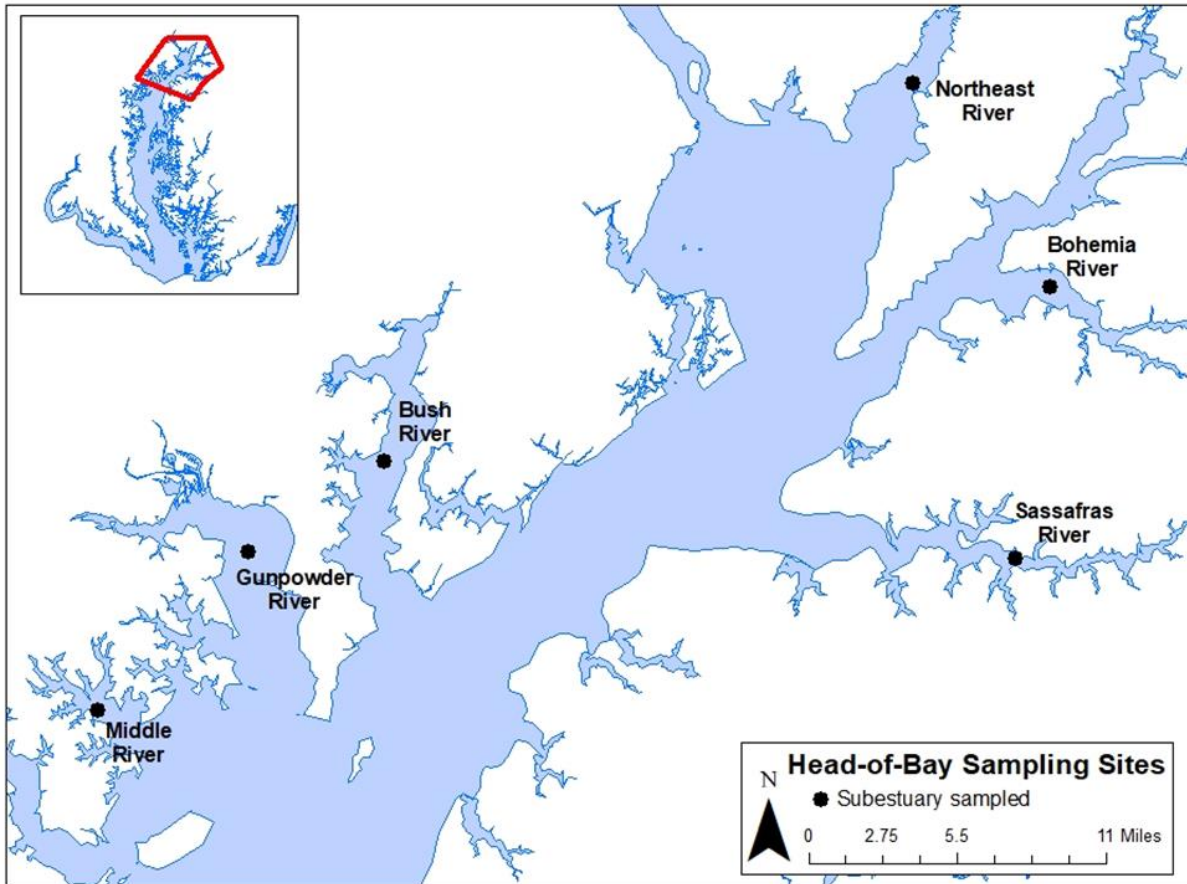 Northeast
River
Bohemia
River
Bush
River
Sassafras
River
Gunpowder
River
Middle
River
Head-of-Bay Sampling Sites
N
Subestuary sampled
0 2.75 5.5 11 Miles